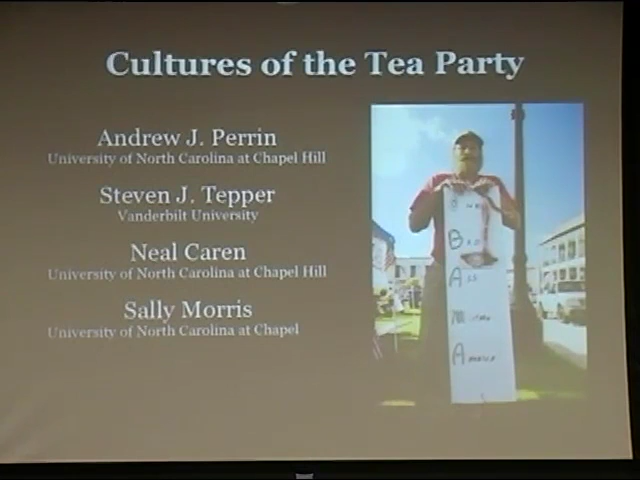 Cultures of the Tea Party
Andrew J. Perrin
University of North Carolina at Chapel Hill
Steven J. Tepper
Vanderbilt University
Neal Caren
University of North Carolina at Chapel Hill
Sally Morris
University of North Carolina at Chapel